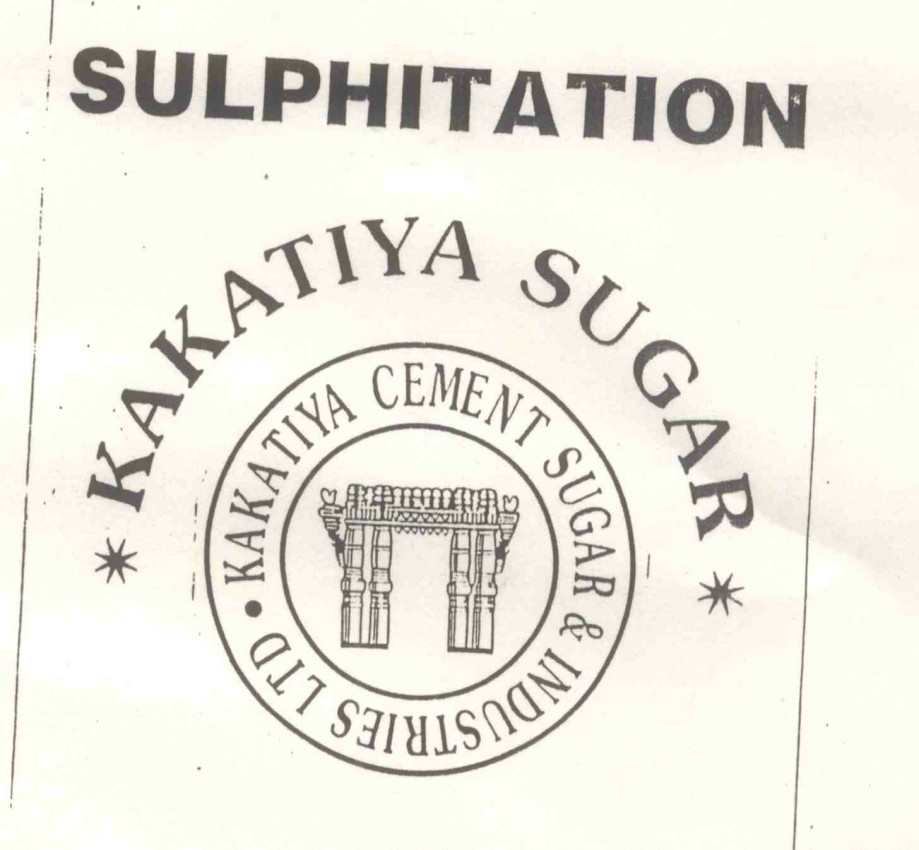 SULPHITATION
* KAKATIYA SUGAR *
KAKATIYA CEMENT SUGAR & INDUSTRIES LTD •